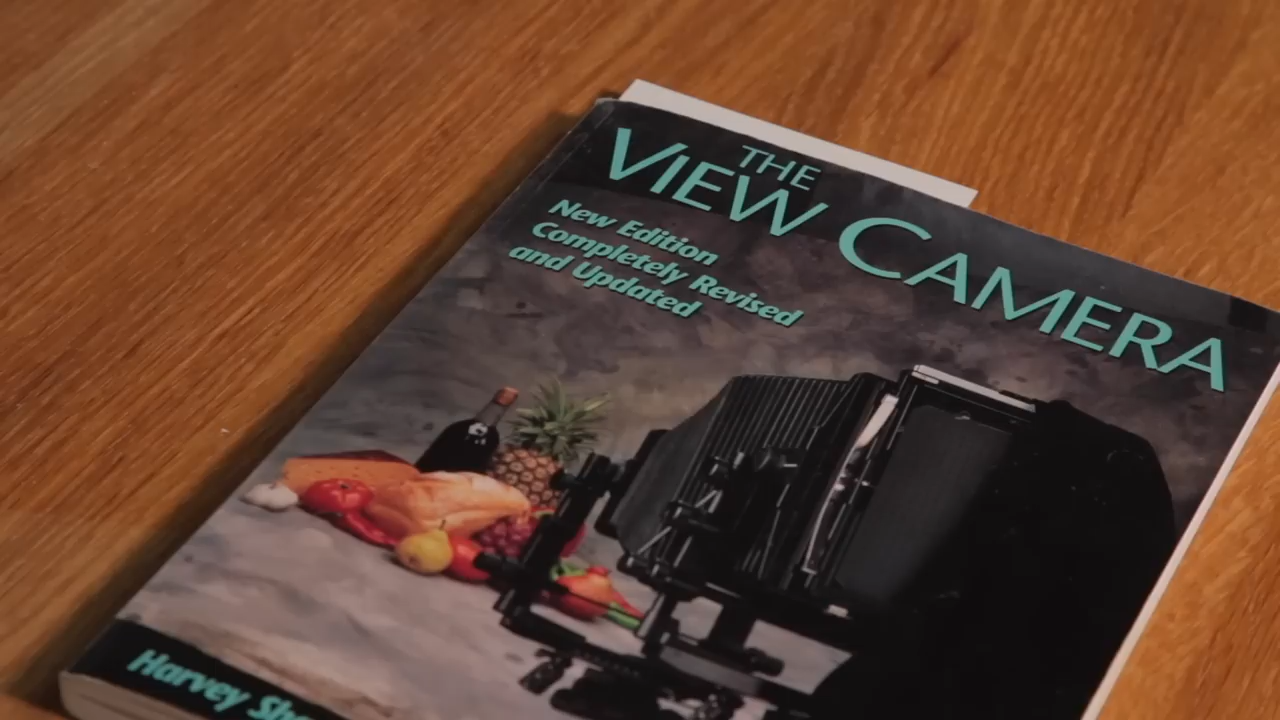 THE
VIEW CAMERA
New Edition
Completely Revised
and Updated
Harvey